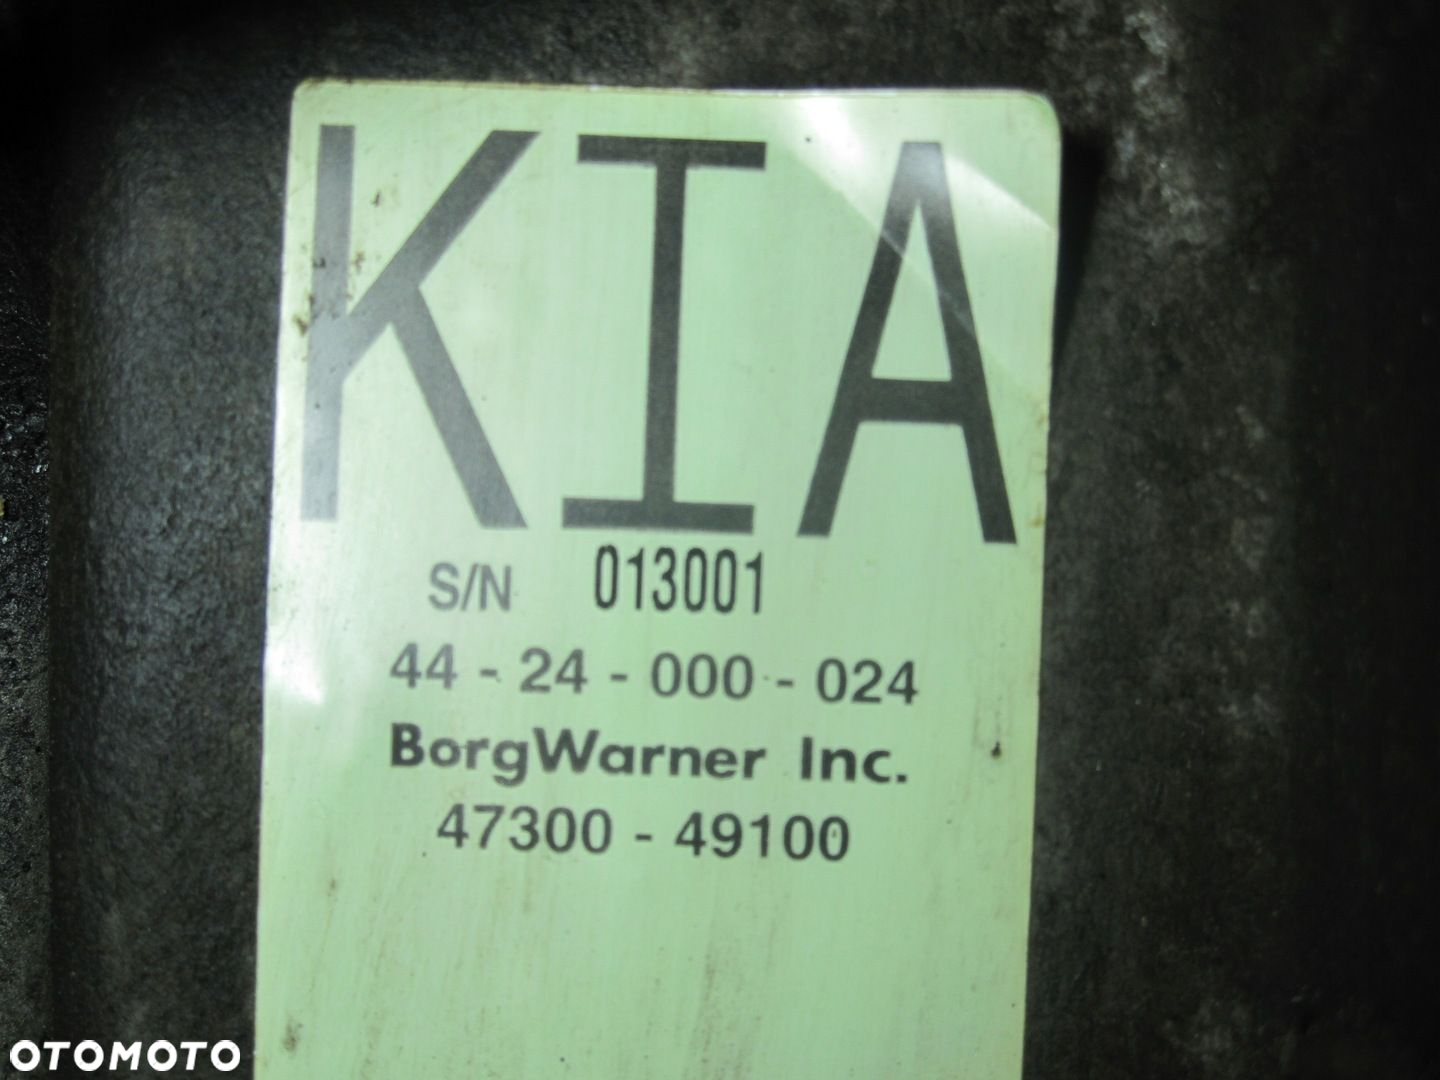 KIA
S/N 013001
44 - 24 - 000 - 024
BorgWarner Inc.
47300 - 49100
OTOMOTO